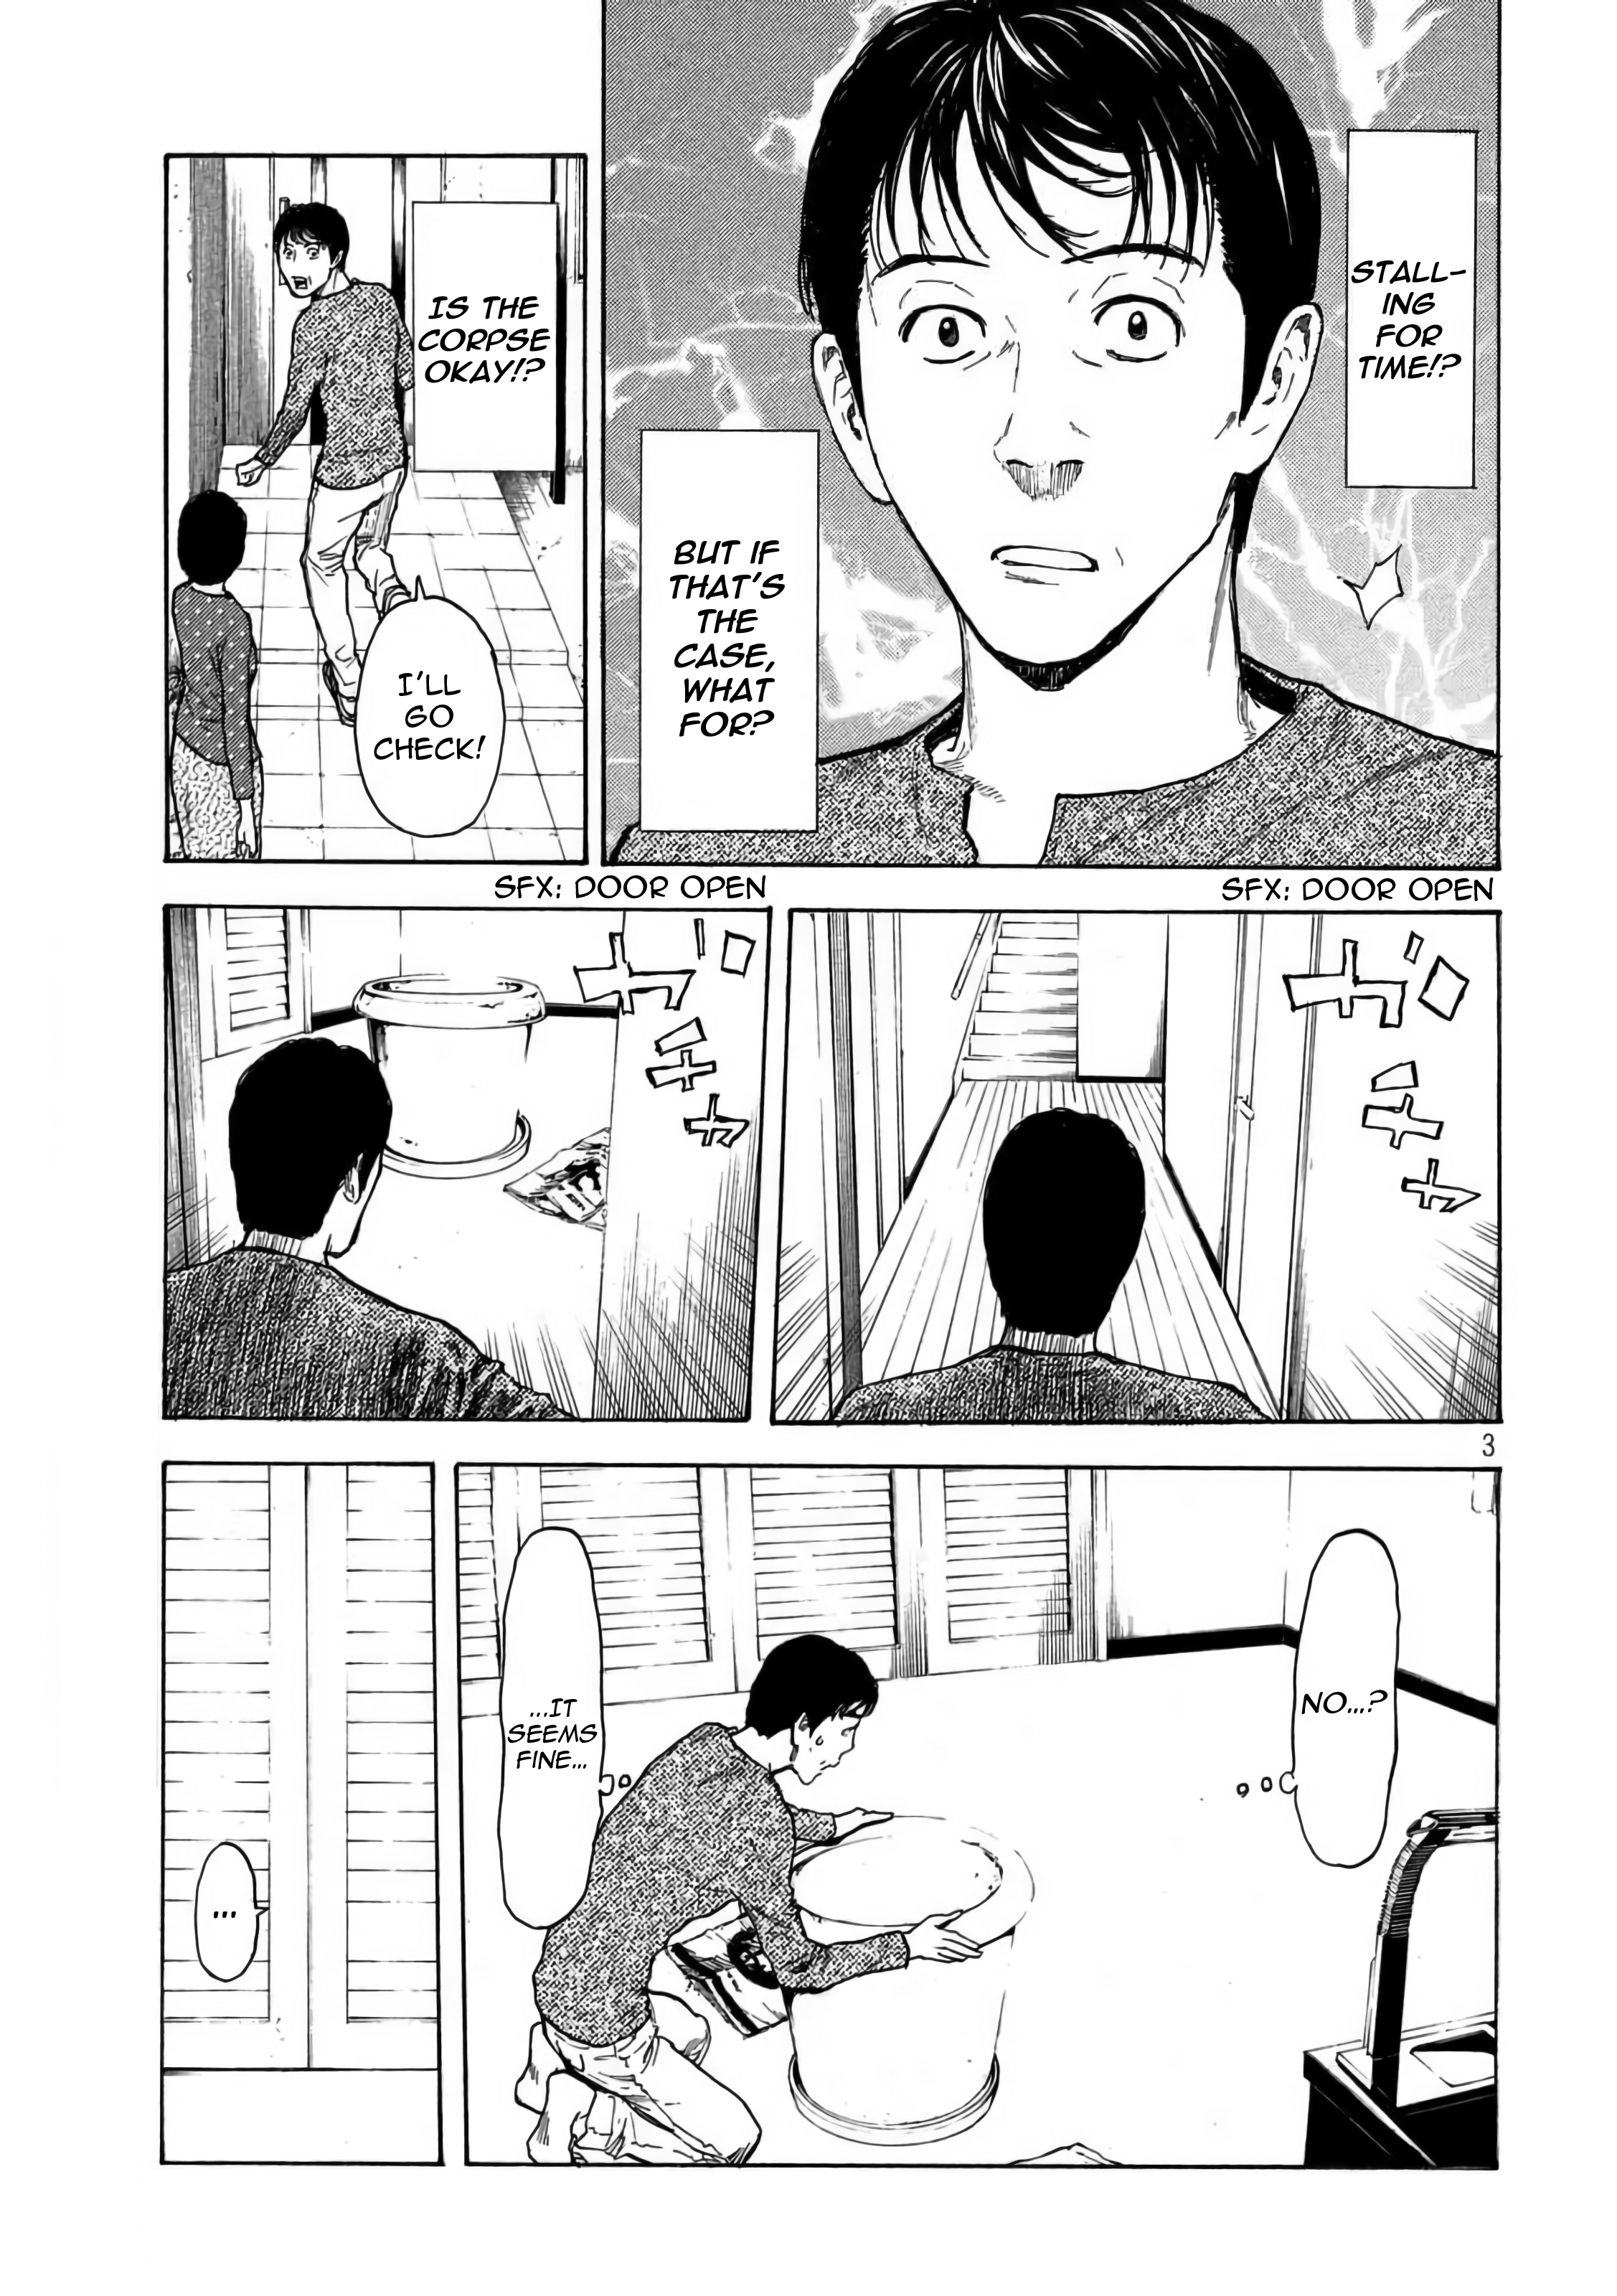 STALL-
ING
FOR
TIME!?
BUT IF
THAT'S
THE
CASE,
WHAT
FOR?
IS THE
CORPSE
OKAY!?
I'LL
GO
CHECK!
SFX: DOOR OPEN
SFX: DOOR OPEN
3
NO...?
...IT
SEEMS
FINE...
...